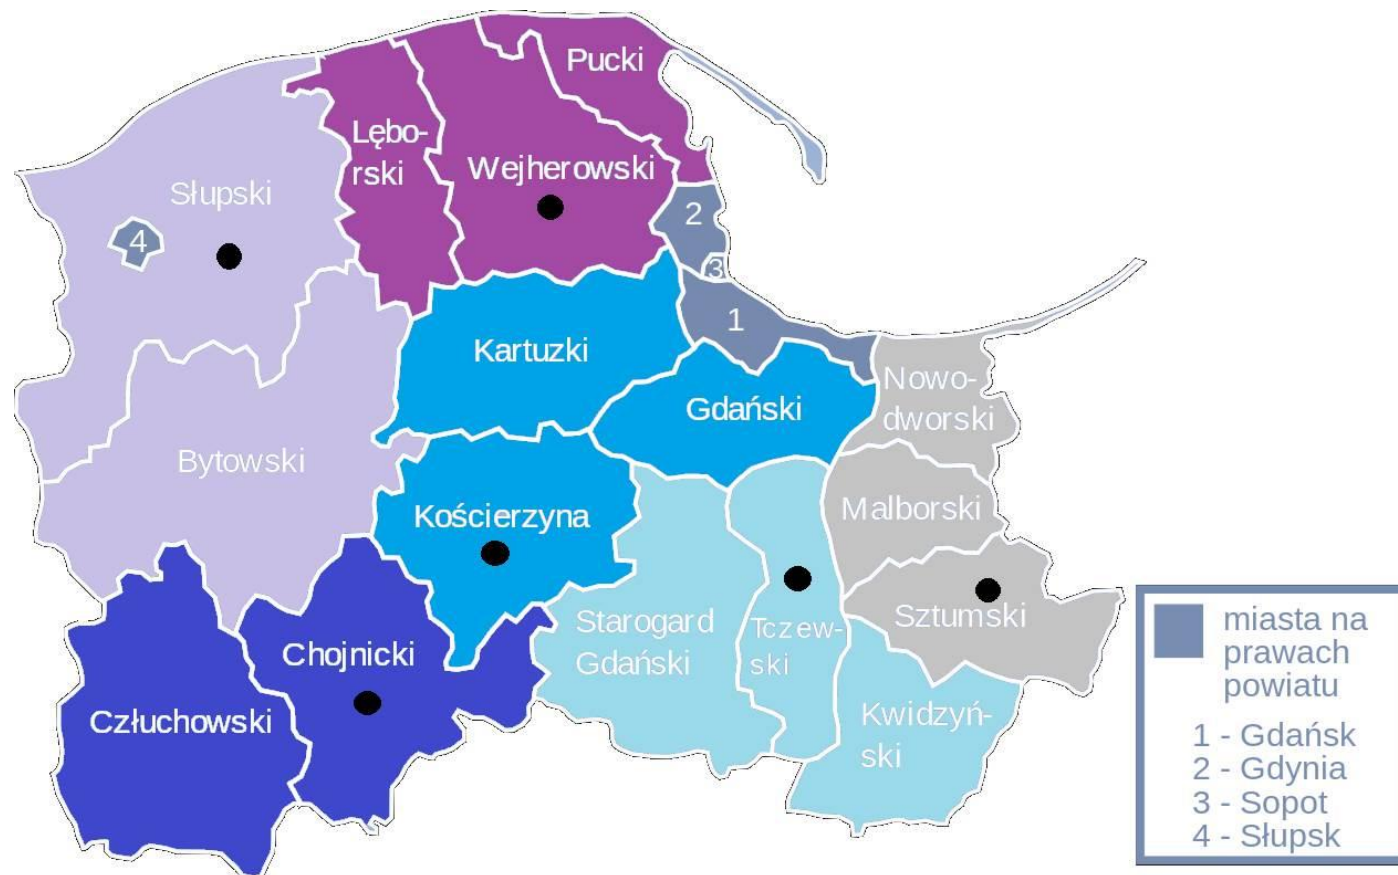 Pucki
Lębo-
rski
Wejherowski
Słupski
2
4
3
1
Kartuzki
Nowo-
dworski
Gdański
Bytowski
Kościerzyna
Malborski
Starogard
Gdański
Tczew-
ski
Sztumski
Chojnicki
Człuchowski
Kwidzyń-
ski
miasta na
prawach
powiatu
1 - Gdańsk
2 - Gdynia
3 - Sopot
4 - Słupsk